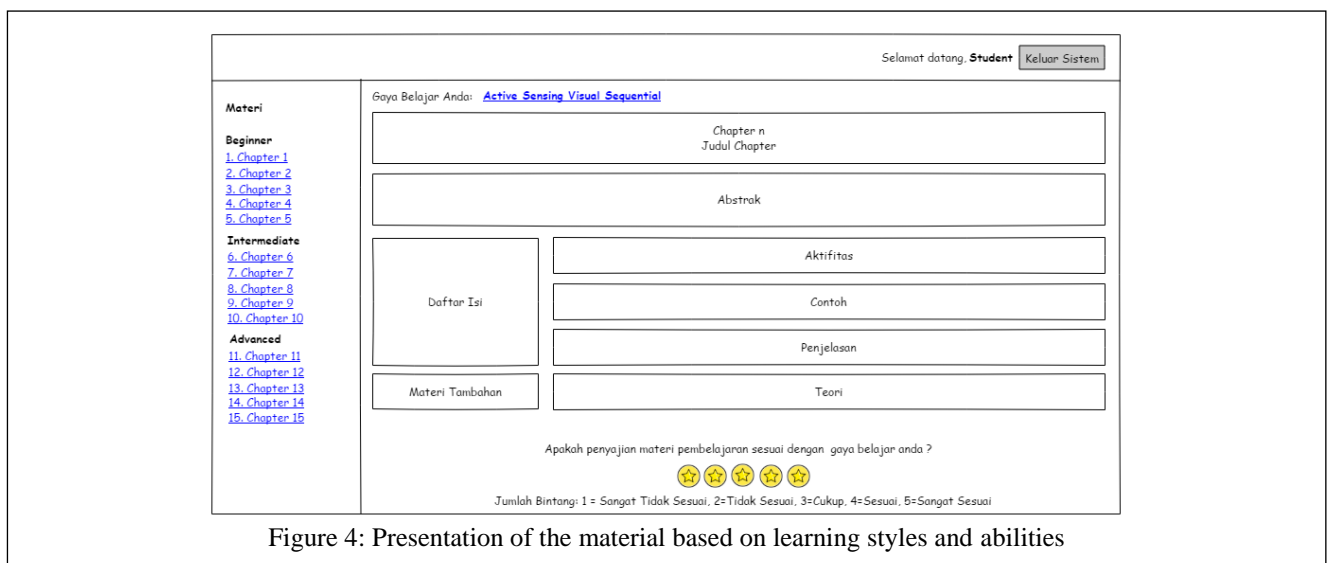 Selamat datang, Student
Keluar Sistem
Materi
Beginner
1. Chapter 1
2. Chapter 2
3. Chapter 3
4. Chapter 4
5. Chapter 5
Intermediate
6. Chapter 6
7. Chapter 7
8. Chapter 8
9. Chapter 9
10. Chapter 10
Advanced
11. Chapter 11
12. Chapter 12
13. Chapter 13
14. Chapter 14
15. Chapter 15
Gaya Belajar Anda: Active Sensing Visual Sequential
Chapter n
Judul Chapter
Abstrak
Daftar Isi
Materi Tambahan
Aktifitas
Contoh
Penjelasan
Teori
Apakah penyajian materi pembelajaran sesuai dengan gaya belajar anda ?
Jumlah Bintang: 1 = Sangat Tidak Sesuai, 2=Tidak Sesuai, 3=Cukup, 4=Sesuai, 5=Sangat Sesuai
Figure 4: Presentation of the material based on learning styles and abilities